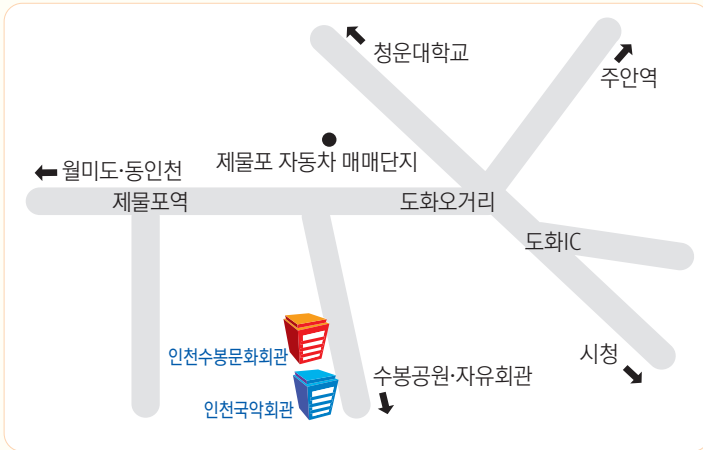 청운대학교
주안역
제물포 자동차 매매단지
월미도·동인천
제물포역
도화오거리
도화IC
인천수봉문화회관
시청
수봉공원·자유회관
인천국악회관